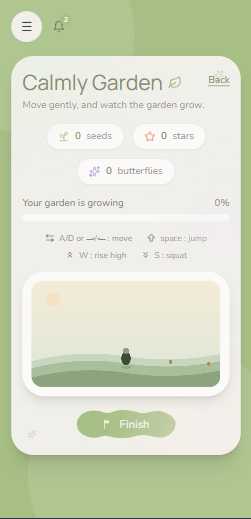 2
Calmly Garden
Back
Move gently, and watch the garden grow.
0 seeds
0 stars
0 butterflies
Your garden is growing 0%
A/D or →/← : move
space : jump
W : rise high
S : squat
Finish